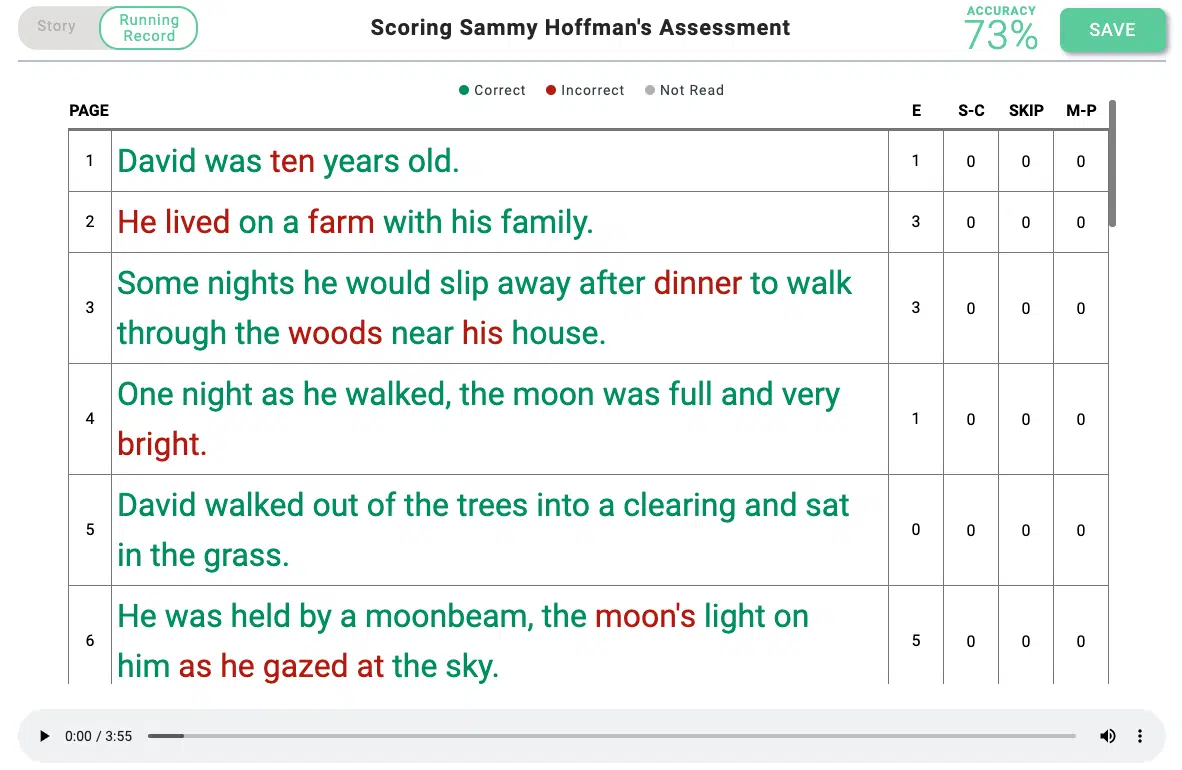 Story
Running
Record
Scoring Sammy Hoffman's Assessment
ACCURACY
73%
SAVE
Correct Incorrect Not Read
PAGE E S-C SKIP M-P
1 David was ten years old. 1 0 0 0
2 He lived on a farm with his family. 3 0 0 0
Some nights he would slip away after dinner to walk
3 3 0 0 0
through the woods near his house.
One night as he walked, the moon was full and very
4 1 0 0 0
bright.
David walked out of the trees into a clearing and sat
5 0 0 0 0
in the grass.
He was held by a moonbeam, the moon's light on
6 5 0 0 0
him as he gazed at the sky.
0:00 / 3:55